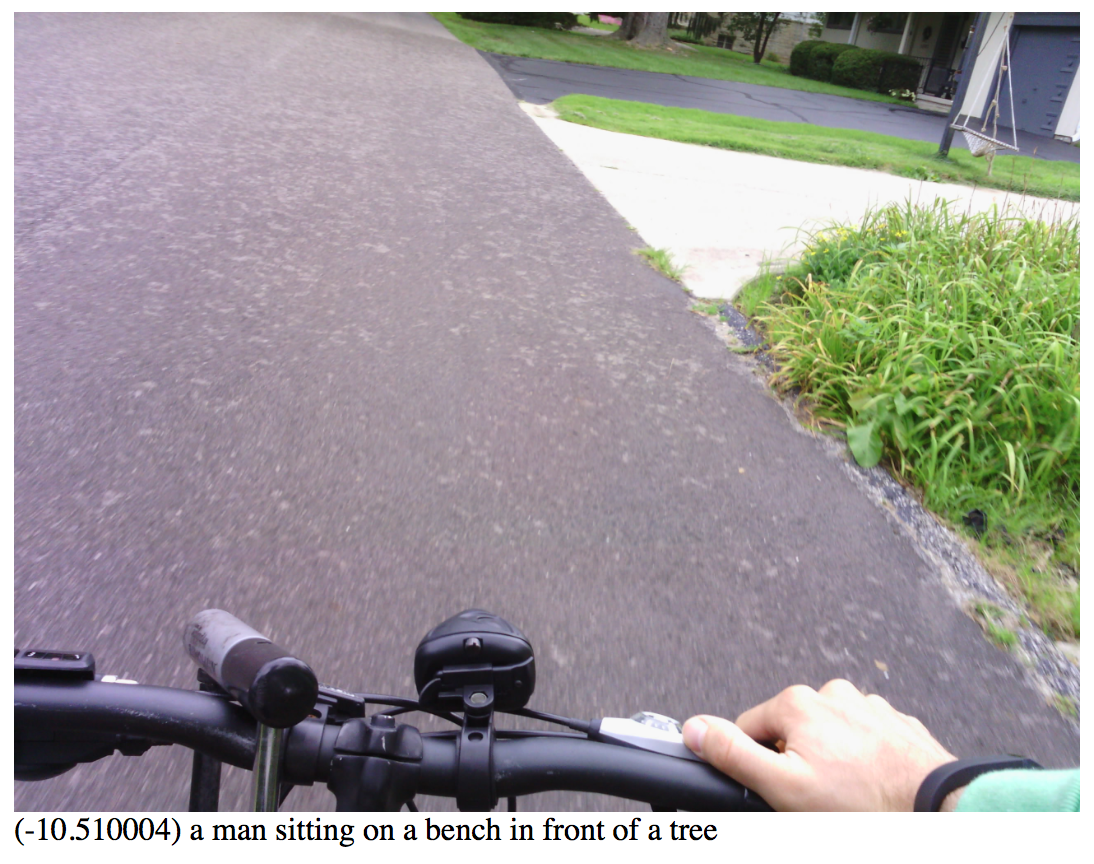 (-10.510004) a man sitting on a bench in front of a tree